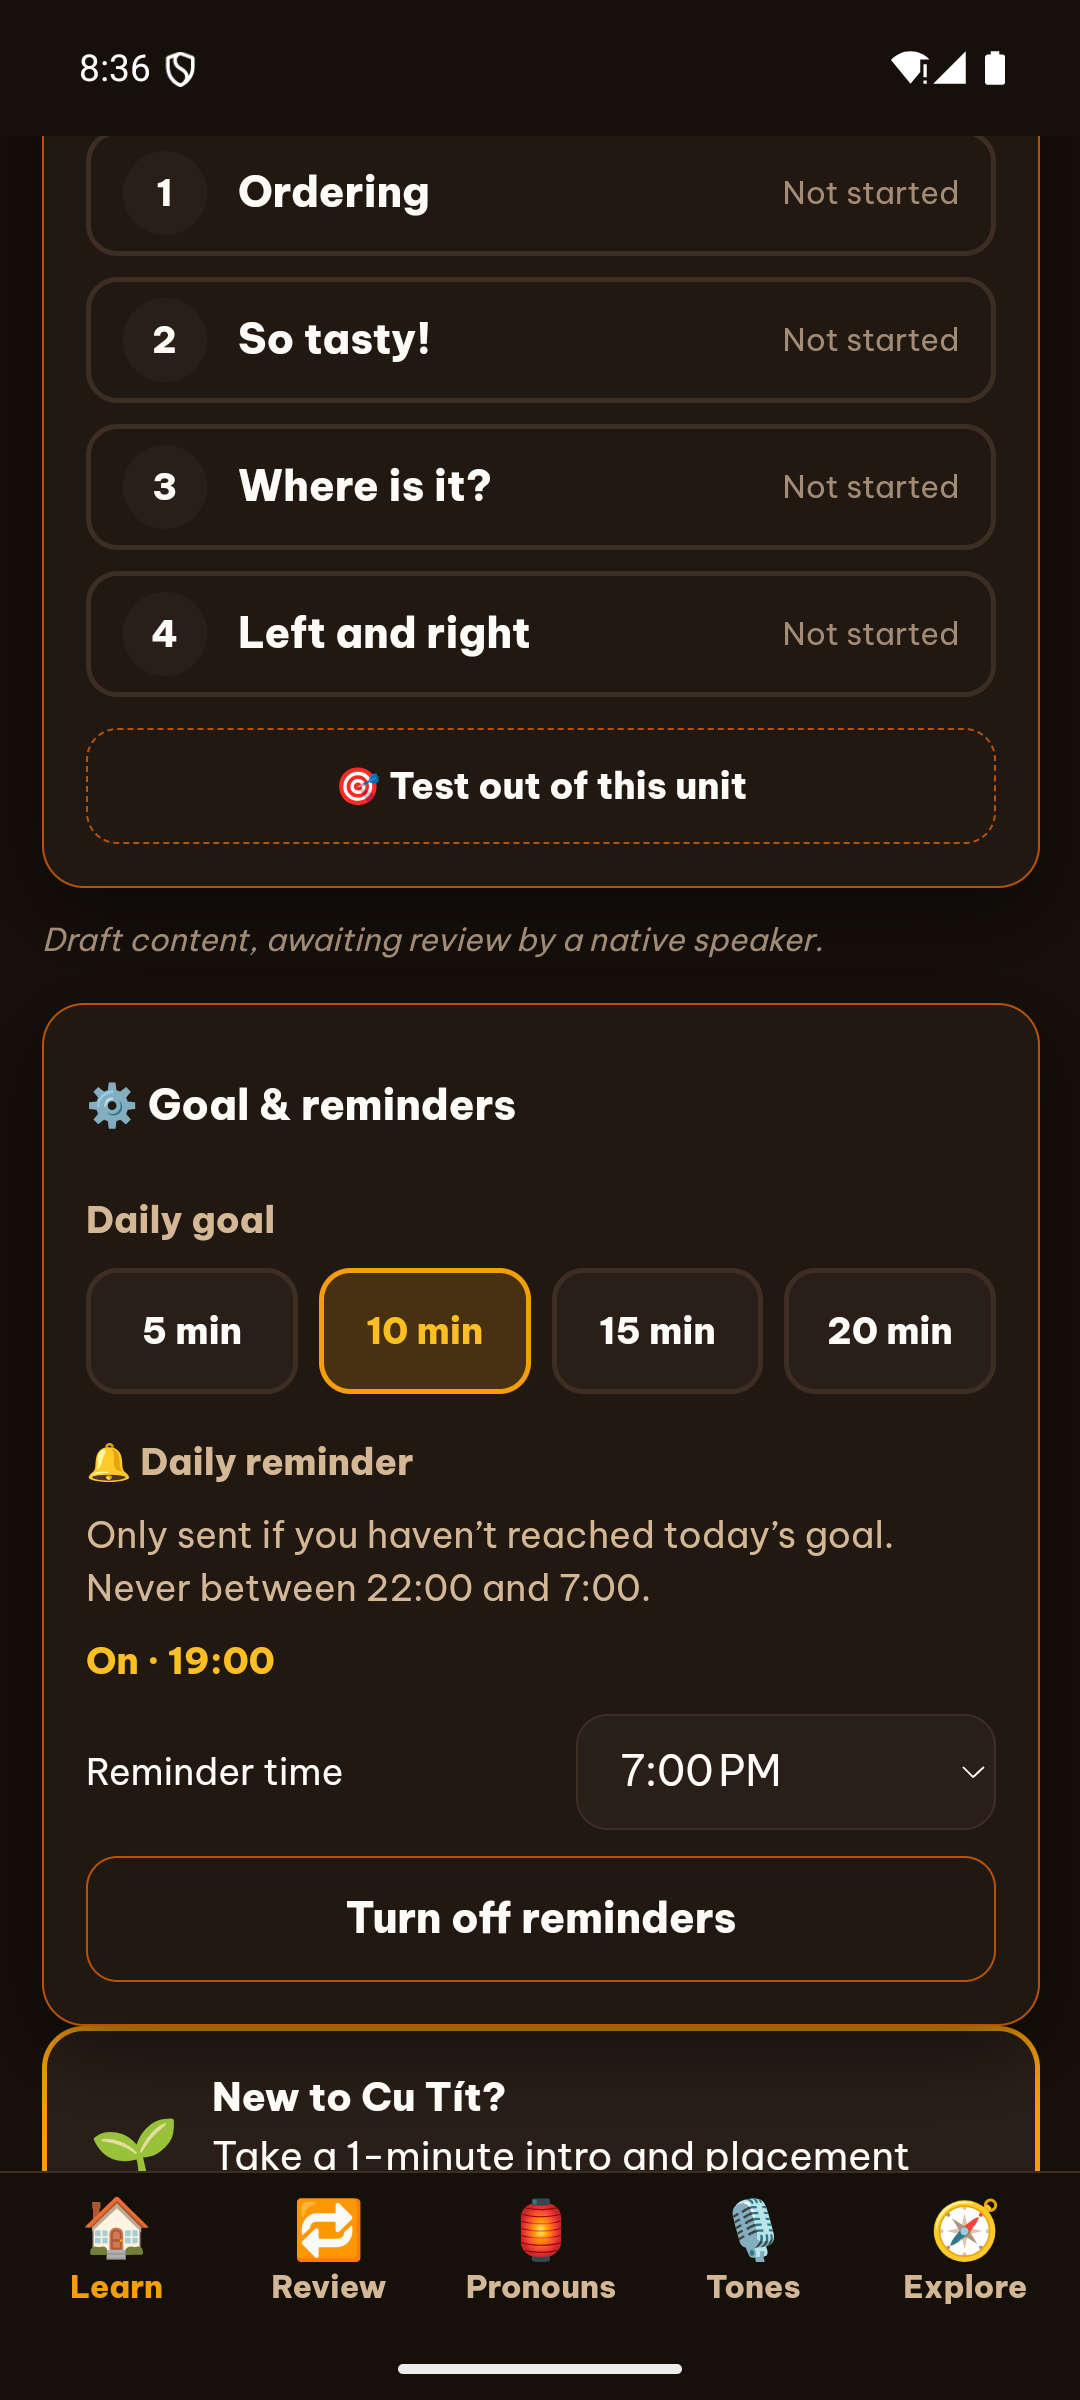 8:36
1 Ordering Not started
2 So tasty! Not started
3 Where is it? Not started
4 Left and right Not started
Test out of this unit
Draft content, awaiting review by a native speaker.
Goal & reminders
Daily goal
5 min 10 min 15 min 20 min
Daily reminder
Only sent if you haven’t reached today’s goal.
Never between 22:00 and 7:00.
On · 19:00
Reminder time 7:00 PM
Turn off reminders
New to Cu Tít?
Take a 1-minute intro and placement
Learn Review Pronouns Tones Explore